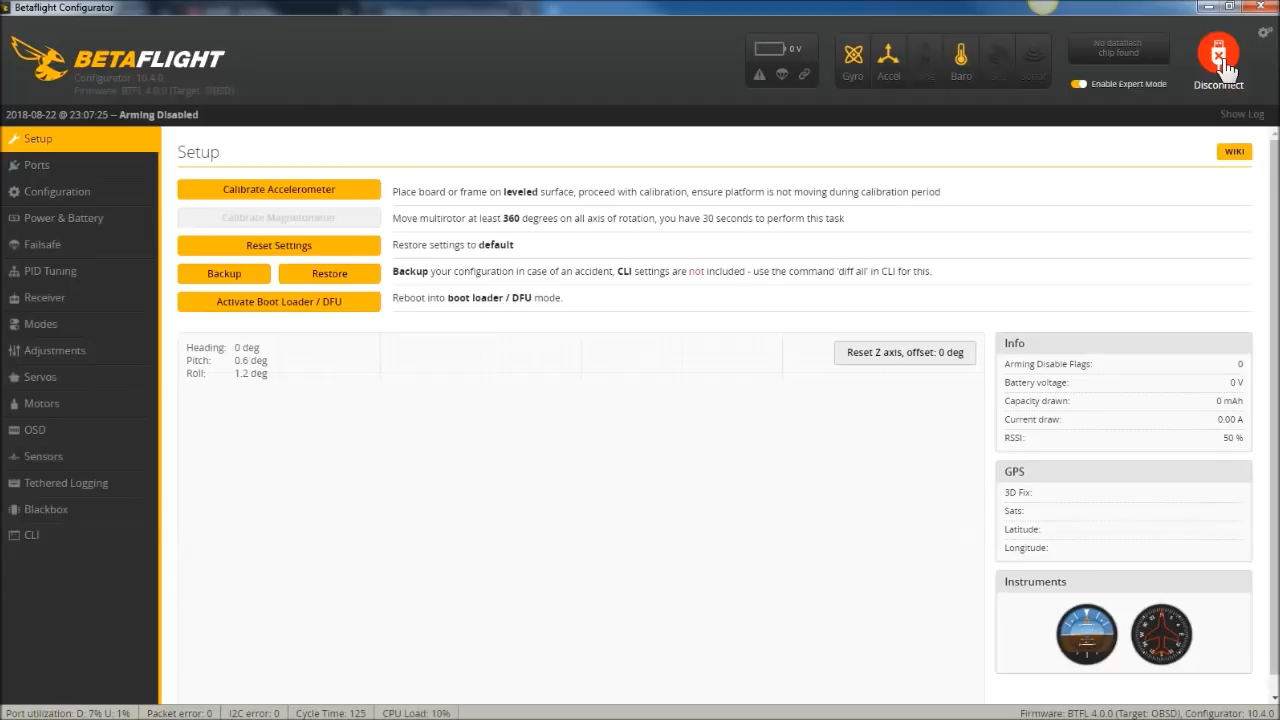 Betaflight Configurator
BETAFLIGHT
Configurator 10.4.0
Firmware: BTFL 4.0.0 (Target: OBSD)
0 V
Gyro
Accel
Baro
No dataflash
chip found
Enable Expert Mode
Disconnect
2018-08-22 @ 23:07:25 -- Arming Disabled
Show Log
Setup
Ports
Configuration
Power & Battery
Failsafe
PID Tuning
Receiver
Modes
Adjustments
Servos
Motors
OSD
Sensors
Tethered Logging
Blackbox
CLI
Setup
WIKI
Calibrate Accelerometer
Place board or frame on leveled surface, proceed with calibration, ensure platform is not moving during calibration period
Calibrate Magnetometer
Move multirotor at least 360 degrees on all axis of rotation, you have 30 seconds to perform this task
Reset Settings
Restore settings to default
Backup
Restore
Backup your configuration in case of an accident, CLI settings are not included - use the command 'diff all' in CLI for this.
Activate Boot Loader / DFU
Reboot into boot loader / DFU mode.
Heading: 0 deg
Pitch: 0.6 deg
Roll: 1.2 deg
Reset Z axis, offset: 0 deg
Info
Arming Disable Flags: 0
Battery voltage: 0 V
Capacity drawn: 0 mAh
Current draw: 0.00 A
RSSI: 50 %
GPS
3D Fix:
Sats:
Latitude:
Longitude:
Instruments
Port utilization: D: 7% U: 1%
Packet error: 0
I2C error: 0
Cycle Time: 125
CPU Load: 10%
Firmware: BTFL 4.0.0 (Target: OBSD), Configurator: 10.4.0